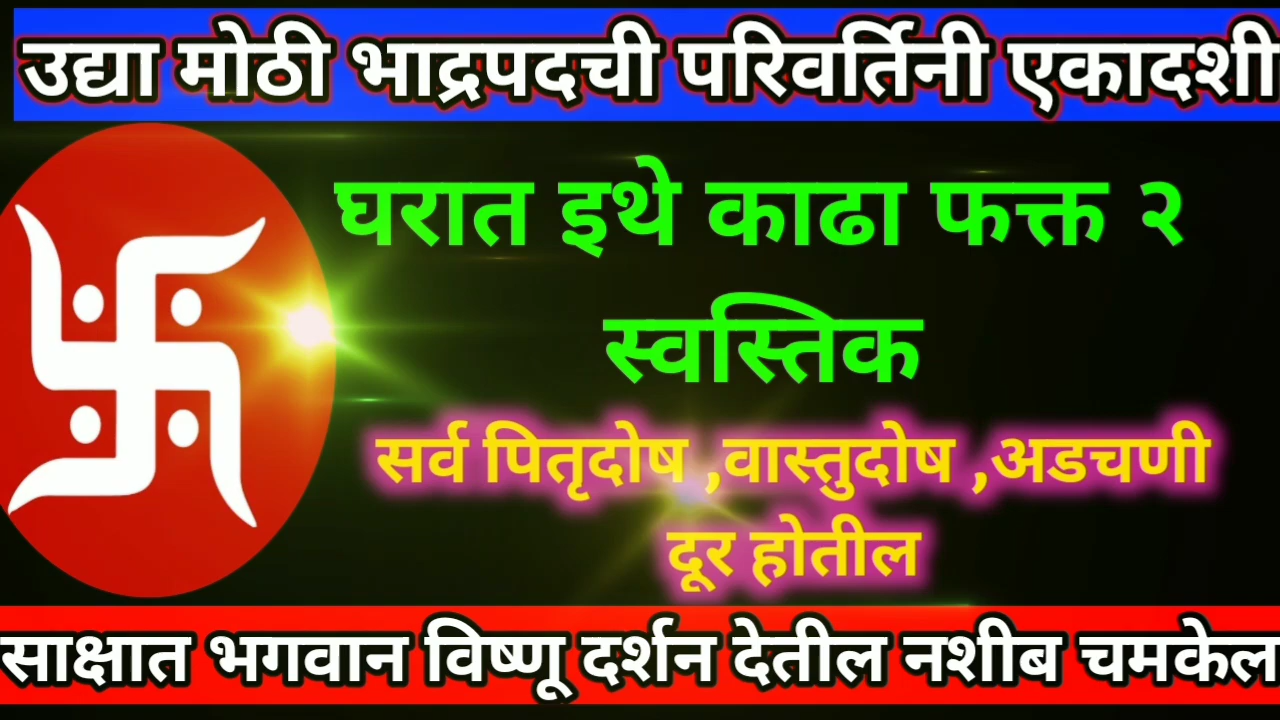 उद्या मोठी भाद्रपदची परिवर्तिनी एकादशी
घरात इथे काढा फक्त २
स्वस्तिक
सर्व पितृदोष ,वास्तुदोष ,अडचणी
दूर होतील
साक्षात भगवान विष्णू दर्शन देतील नशीब चमकेल